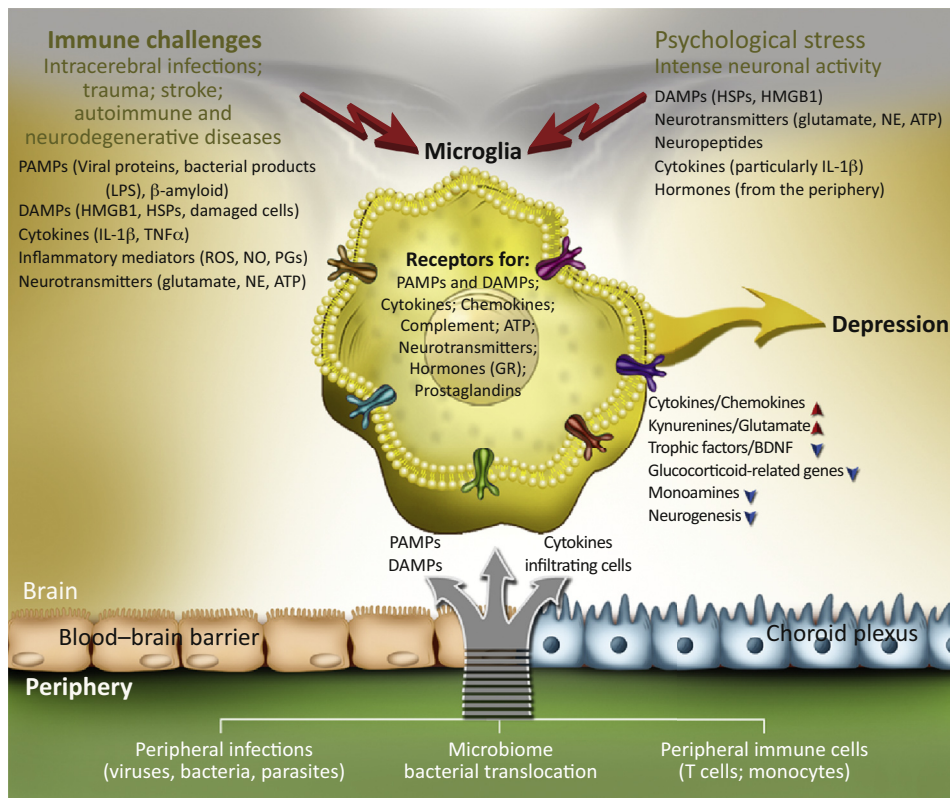 Immune challenges
Intracerebral infections;
trauma; stroke;
autoimmune and
neurodegenerative diseases
PAMPs (Viral proteins, bacterial products
(LPS), β-amyloid)
DAMPs (HMGB1, HSPs, damaged cells)
Cytokines (IL-1β, TNFα)
Inflammatory mediators (ROS, NO, PGs)
Neurotransmitters (glutamate, NE, ATP)
Psychological stress
Intense neuronal activity
DAMPs (HSPs, HMGB1)
Neurotransmitters (glutamate, NE, ATP)
Neuropeptides
Cytokines (particularly IL-1β)
Hormones (from the periphery)
Microglia
Receptors for:
PAMPs and DAMPs;
Cytokines; Chemokines;
Complement; ATP;
Neurotransmitters;
Hormones (GR);
Prostaglandins
Depression
Cytokines/Chemokines
Kynurenines/Glutamate
Trophic factors/BDNF
Glucocorticoid-related genes
Monoamines
Neurogenesis
PAMPs
DAMPs
Cytokines
infiltrating cells
Brain
Blood–brain barrier
Choroid plexus
Periphery
Peripheral infections
(viruses, bacteria, parasites)
Microbiome
bacterial translocation
Peripheral immune cells
(T cells; monocytes)